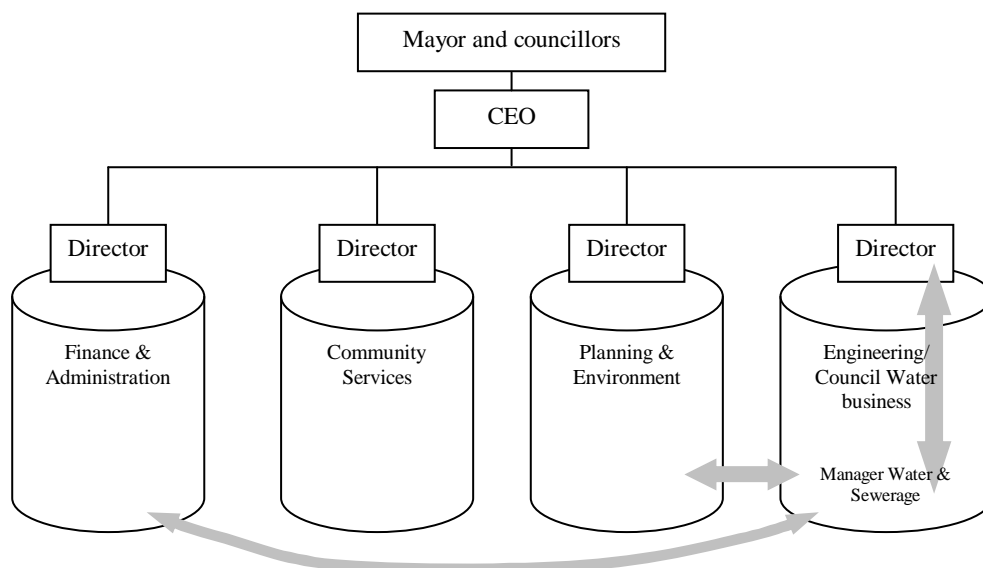 Mayor and councillors
CEO
Director
Director
Director
Director
Finance &
Administration
Community
Services
Planning &
Environment
Engineering/
Council Water
business
Manager Water &
Sewerage